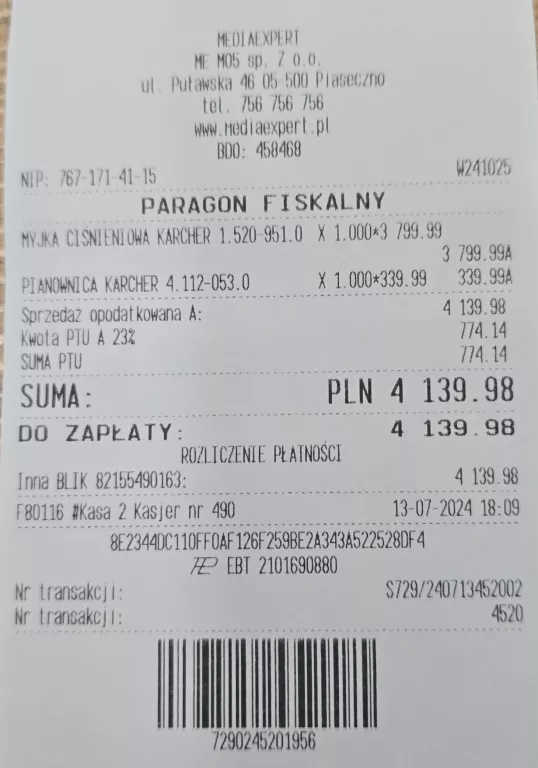 MEDIAEXPERT
ME M05 sp. Z o.o.
ul. Puławska 46 05-500 Piaseczno
tel. 756 756 756
www.mediaexpert.pl
BDO: 458468
NIP: 767-171-41-15 W241025
PARAGON FISKALNY
MYJKA CIŚNIENIOWA KARCHER 1.520-951.0 X 1.000*3 799.99
3 799.99A
PIANOWNICA KARCHER 4.112-053.0 X 1.000*339.99 339.99A
Sprzedaż opodatkowana A: 4 139.98
Kwota PTU A 23% 774.14
SUMA PTU 774.14
SUMA: PLN 4 139.98
DO ZAPŁATY: 4 139.98
ROZLICZENIE PŁATNOŚCI
Inna BLIK 82155490163: 4 139.98
F80116 #Kasa 2 Kasjer nr 490 13-07-2024 18:09
8E2344DC110FF0AF126F259BE2A343A522528DF4
EBT 2101690880
Nr transakcji: S729/240713452002
Nr transakcji: 4520
7290245201956